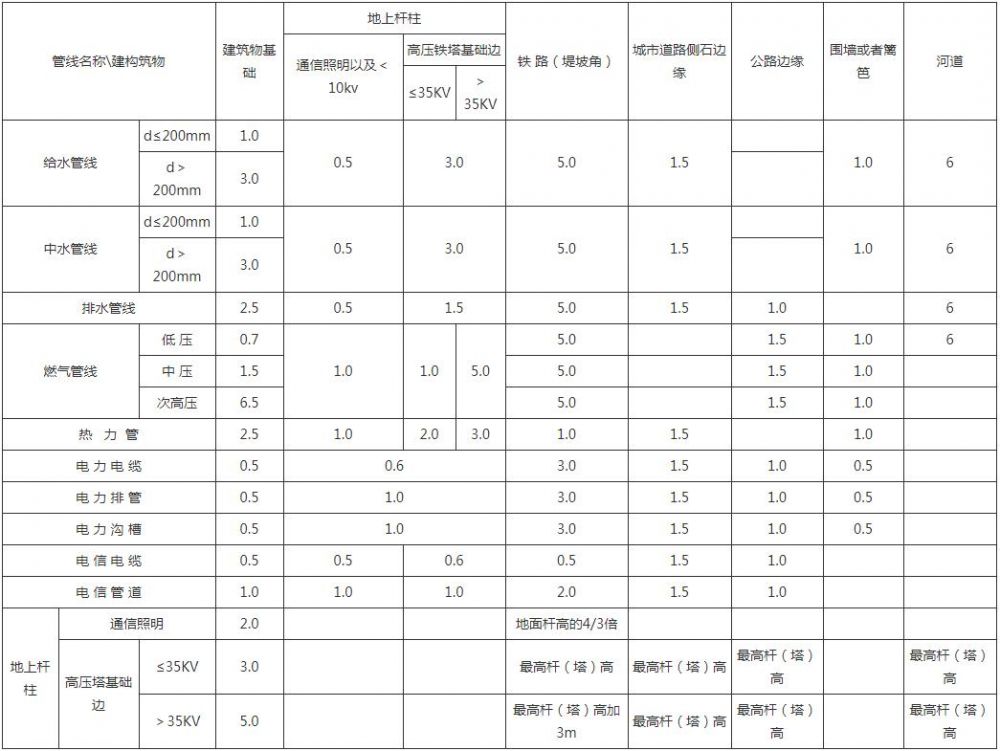 管线名称\建构筑物
建筑物基
础
地上杆柱
通信照明以及<
10kv
高压铁塔基础边
≤35KV
>
35KV
铁 路（堤坡角）
城市道路侧石边
缘
公路边缘
围墙或者篱
笆
河道
给水管线
d≤200mm
1.0
0.5
3.0
5.0
1.5
1.0
6
d>
200mm
3.0
中水管线
d≤200mm
1.0
0.5
3.0
5.0
1.5
1.0
6
d>
200mm
3.0
排水管线 2.5 0.5 1.5 5.0 1.5 1.0 6
燃气管线
低 压 0.7 5.0 1.5 1.0 6
中 压 1.5 1.0 1.0 5.0 5.0 1.5 1.0
次高压 6.5 5.0 1.5 1.0
热 力 管 2.5 1.0 2.0 3.0 1.0 1.5 1.0
电 力 电 缆 0.5 0.6 3.0 1.5 1.0 0.5
电 力 排 管 0.5 1.0 3.0 1.5 1.0 0.5
电 力 沟 槽 0.5 1.0 3.0 1.5 1.0 0.5
电 信 电 缆 0.5 0.5 0.6 0.5 1.5 1.0
电 信 管 道 1.0 1.0 1.0 2.0 1.5 1.0
地上杆
柱
通信照明 2.0 地面杆高的4/3倍
高压塔基础
边
≤35KV 3.0 最高杆（塔）高 最高杆（塔）高
最高杆（塔）
高
最高杆（塔）
高
>35KV 5.0
最高杆（塔）高加
3m
最高杆（塔）高
最高杆（塔）
高
最高杆（塔）
高